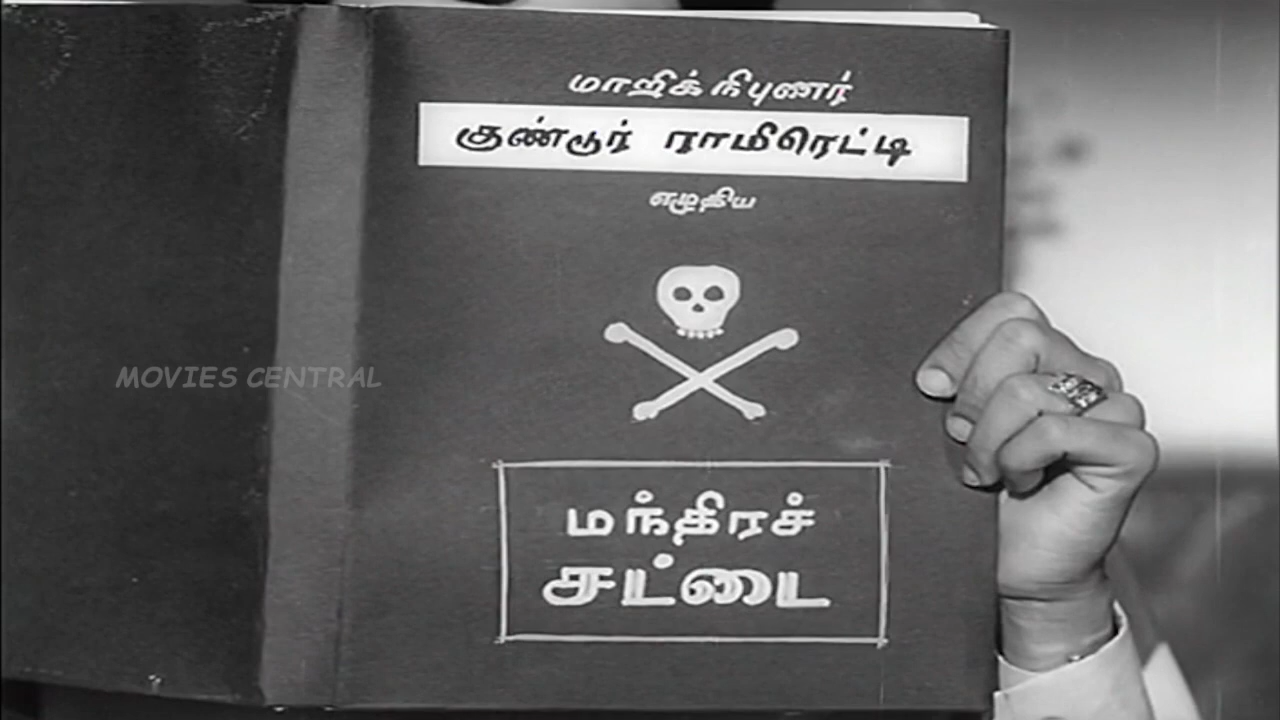 மாஜிக் நிபுணர்
குண்டூர் ராமிரெட்டி
எழுதிய
MOVIES CENTRAL
மந்திரச்
சட்டை